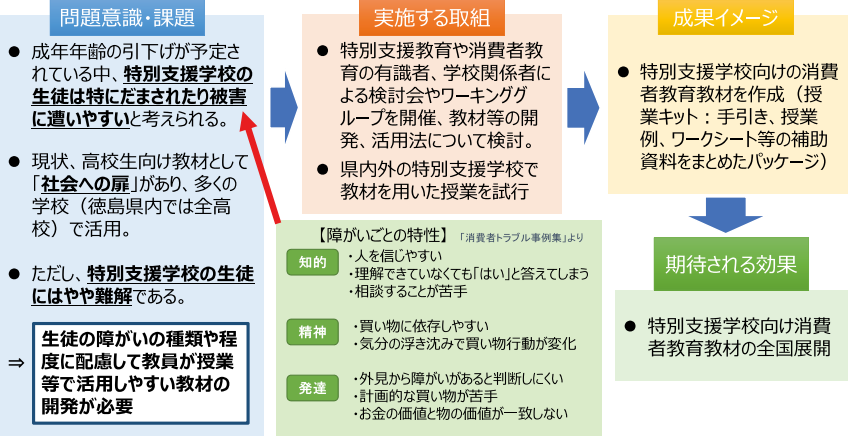 問題意識・課題
● 成年年齢の引下げが予定さ
れている中、特別支援学校の
生徒は特にだまされたり被害
に遭いやすいと考えられる。
● 現状、高校生向け教材として
「社会への扉」があり、多くの
学校（徳島県内では全高
校）で活用。
● ただし、特別支援学校の生徒
にはやや難解である。
⇒ 生徒の障がいの種類や程
度に配慮して教員が授業
等で活用しやすい教材の
開発が必要
実施する取組
● 特別支援教育や消費者教
育の有識者、学校関係者に
よる検討会やワーキンググ
ループを開催、教材等の開
発、活用法について検討。
● 県内外の特別支援学校で
教材を用いた授業を試行
【障がいごとの特性】 「消費者トラブル事例集」より
知的
・人を信じやすい
・理解できていなくても「はい」と答えてしまう
・相談することが苦手
精神
・買い物に依存しやすい
・気分の浮き沈みで買い物行動が変化
発達
・外見から障がいがあると判断しにくい
・計画的な買い物が苦手
・お金の価値と物の価値が一致しない
成果イメージ
● 特別支援学校向けの消費
者教育教材を作成（授
業キット：手引き、授業
例、ワークシート等の補助
資料をまとめたパッケージ）
期待される効果
● 特別支援学校向け消費
者教育教材の全国展開